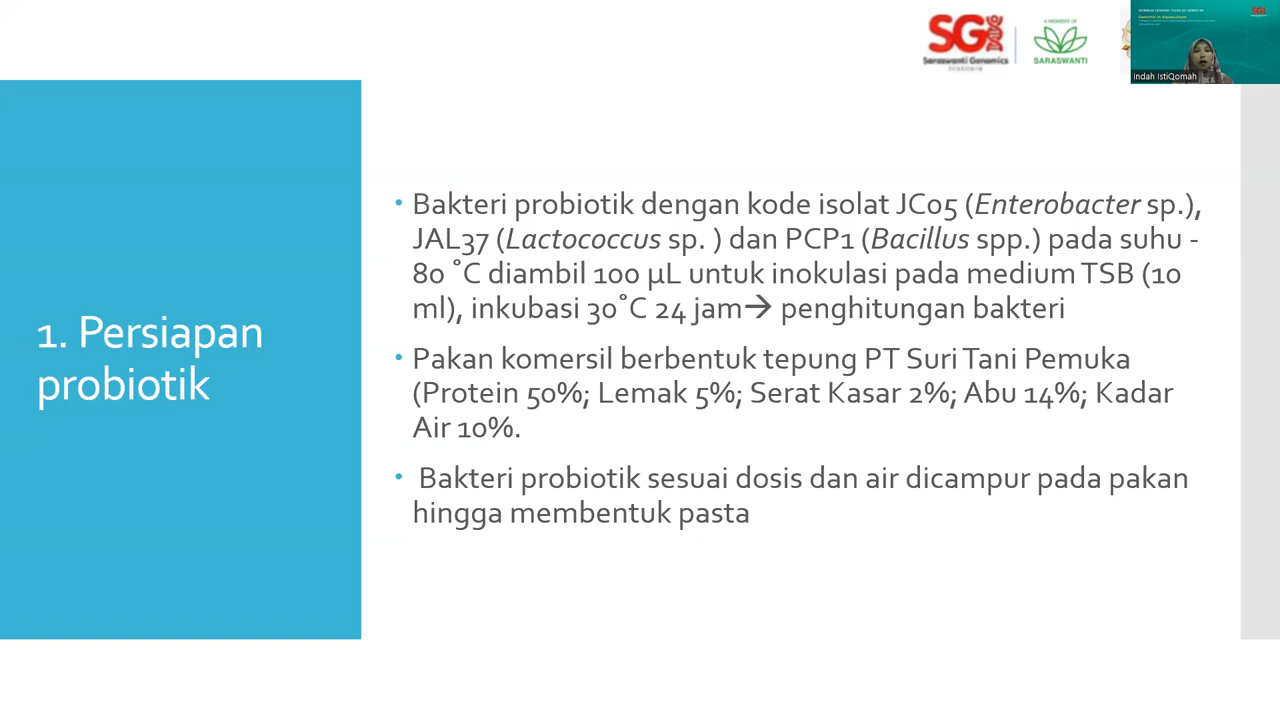 SG
Saraswanti Genomics
A MEMBER OF
SARASWANTI
Genomic in Aquaculture
SG
Indah IstiQomah
1. Persiapan
probiotik
• Bakteri probiotik dengan kode isolat JC05 (Enterobacter sp.),
JAL37 (Lactococcus sp. ) dan PCP1 (Bacillus spp.) pada suhu -
80 ˚C diambil 100 µL untuk inokulasi pada medium TSB (10
ml), inkubasi 30˚C 24 jam→ penghitungan bakteri
• Pakan komersil berbentuk tepung PT Suri Tani Pemuka
(Protein 50%; Lemak 5%; Serat Kasar 2%; Abu 14%; Kadar
Air 10%.
• Bakteri probiotik sesuai dosis dan air dicampur pada pakan
hingga membentuk pasta